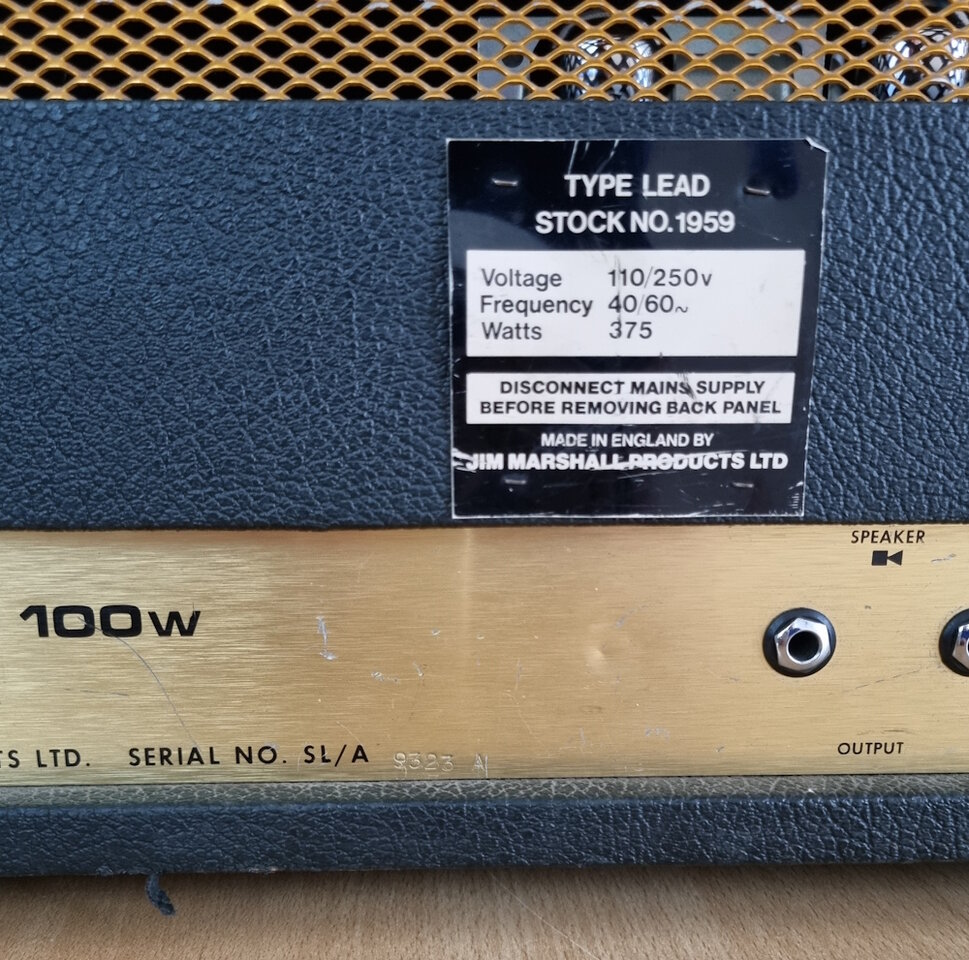 TYPE LEAD
STOCK NO. 1959
Voltage 110/250v
Frequency 40/60~
Watts 375
DISCONNECT MAINS SUPPLY
BEFORE REMOVING BACK PANEL
MADE IN ENGLAND BY
JIM MARSHALL PRODUCTS LTD
SPEAKER
100W
OUTPUT
TS LTD. SERIAL NO. SL/A 9323 A